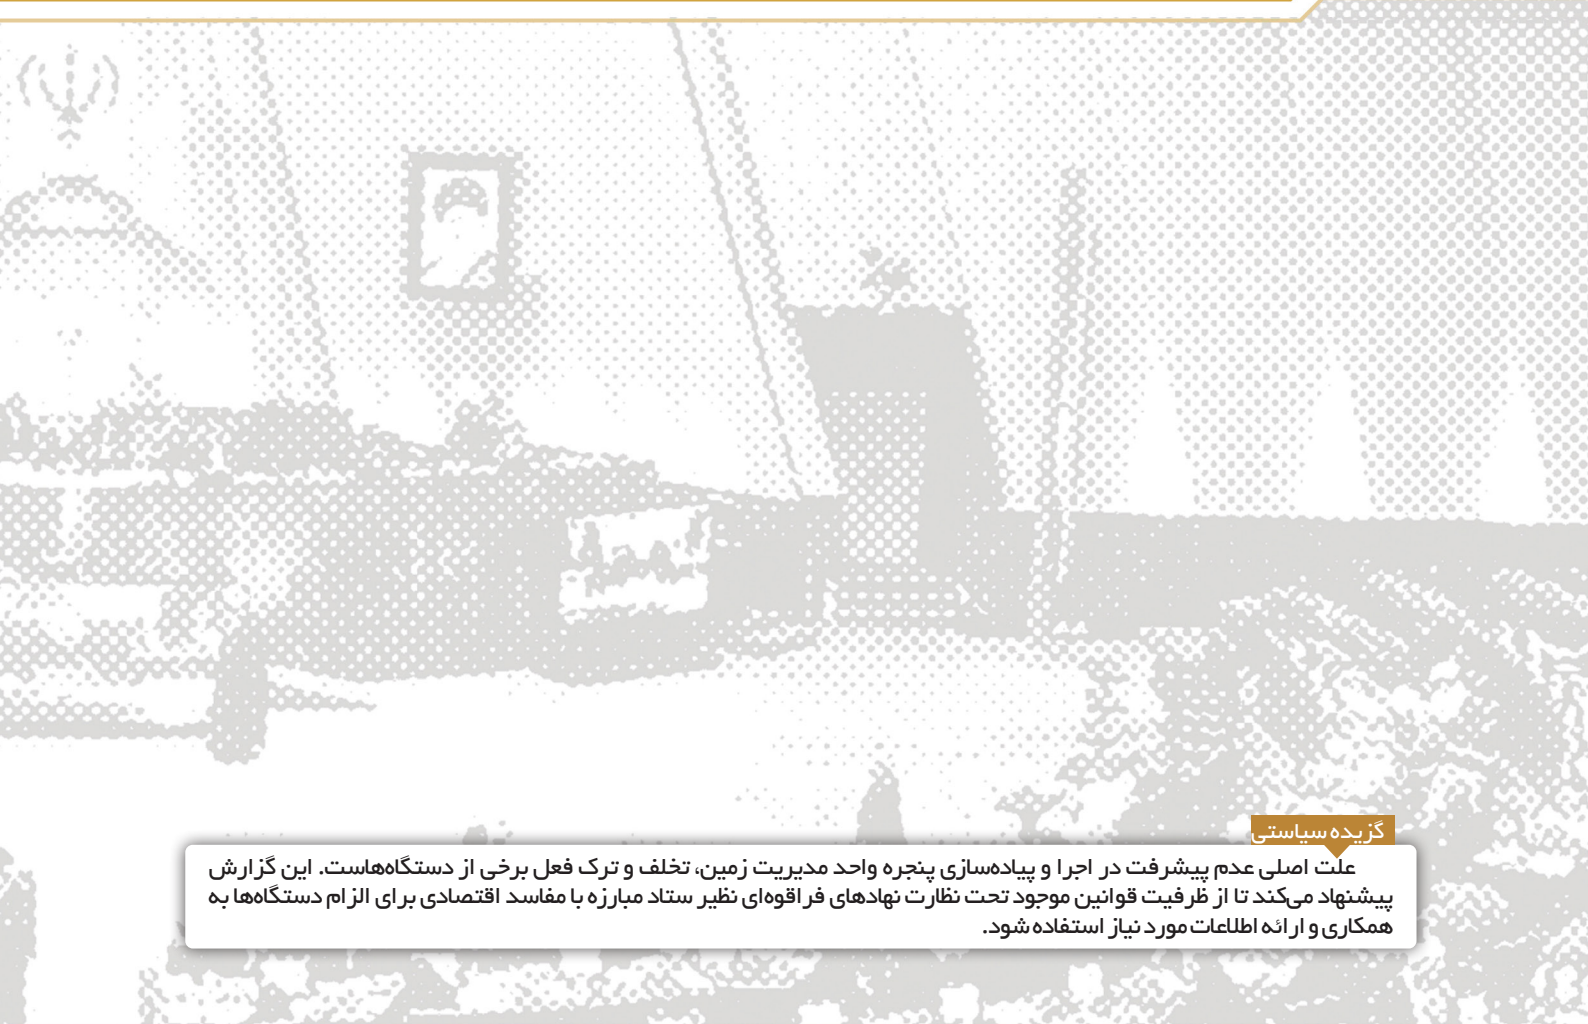 گزیده سیاستی
علت اصلی عدم پیشرفت در اجرا و پیاده‌سازی پنجره واحد مدیریت زمین، تخلف و ترک فعل برخی از دستگاه‌هاست. این گزارش
پیشنهاد می‌کند تا از ظرفیت قوانین موجود تحت نظارت نهادهای فراقوه‌ای نظیر ستاد مبارزه با مفاسد اقتصادی برای الزام دستگاه‌ها به
همکاری و ارائه اطلاعات مورد نیاز استفاده شود.